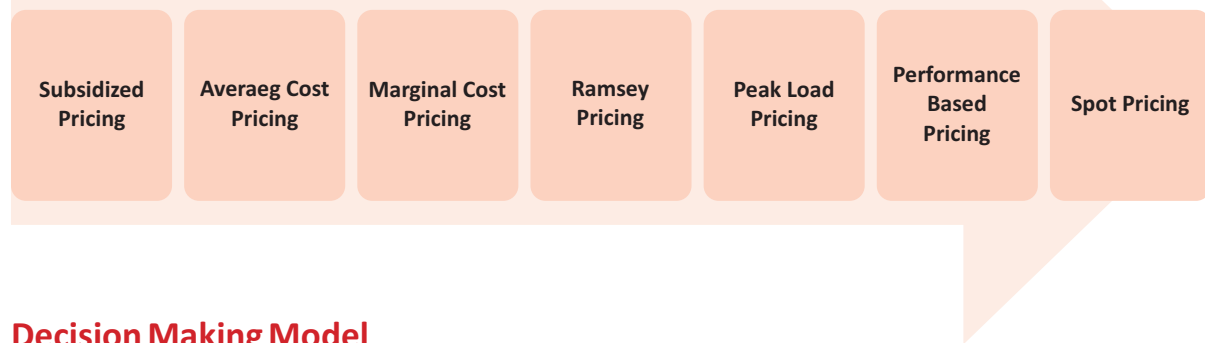 Subsidized
Pricing
Averaeg Cost
Pricing
Marginal Cost
Pricing
Ramsey
Pricing
Peak Load
Pricing
Performance
Based
Pricing
Spot Pricing
Decision Making Model